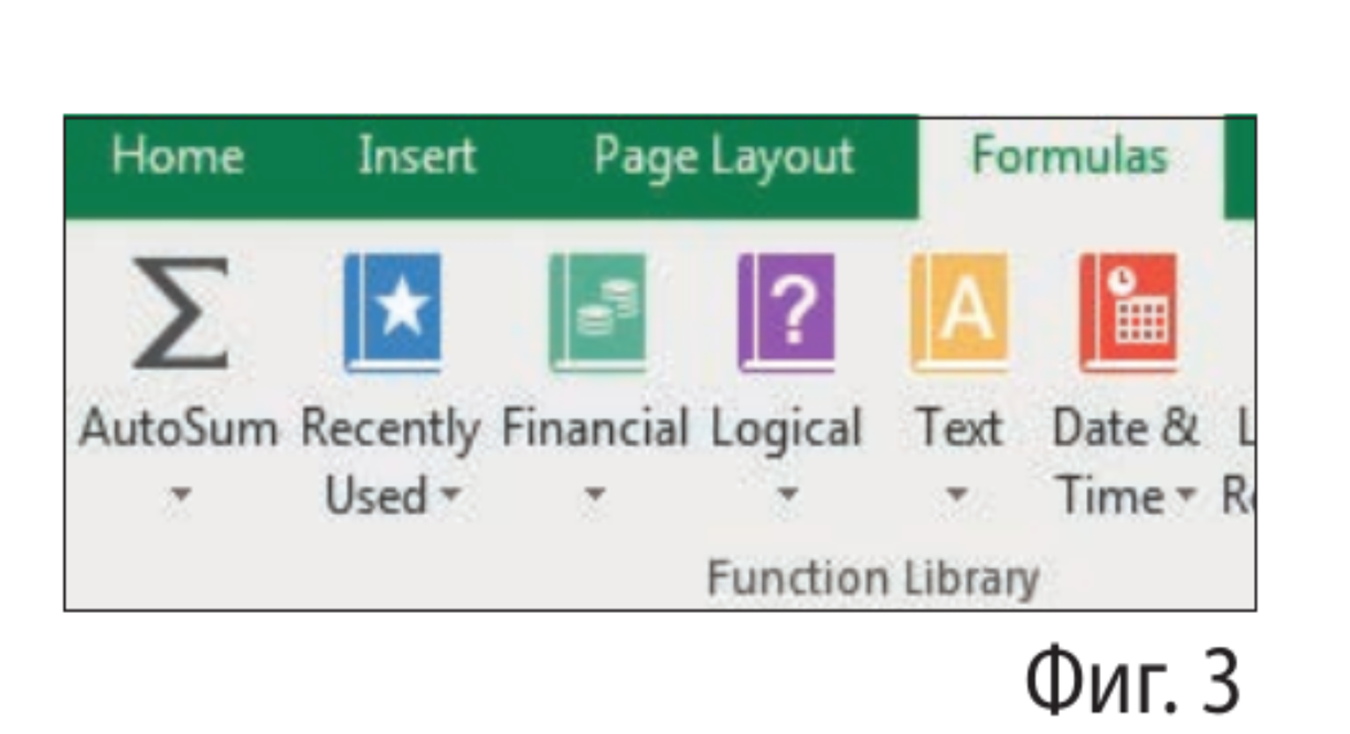 Home Insert Page Layout Formulas
AutoSum Recently Used Financial Logical Text Date & Time
Function Library
Фиг. 3